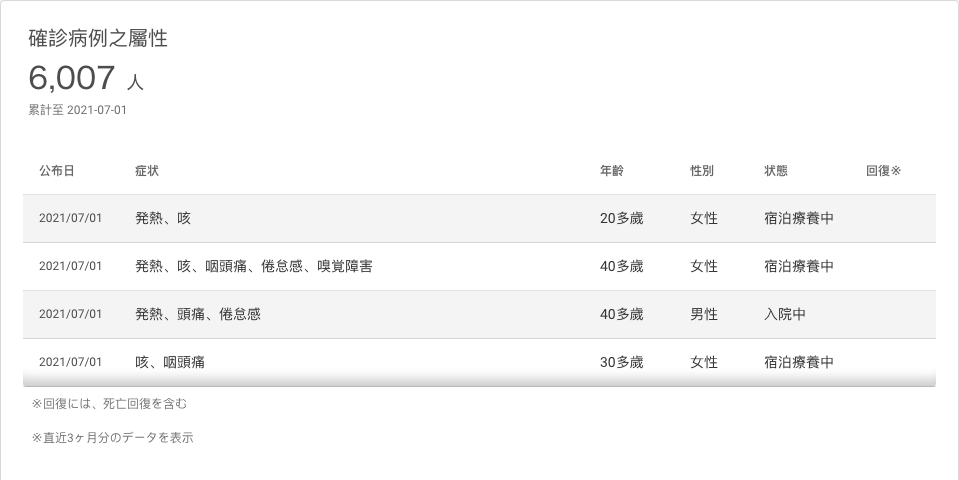 確診病例之屬性
6,007 人
累計至 2021-07-01
公布日 症状 年齡 性別 状態 回復※
2021/07/01 発熱、咳 20多歲 女性 宿泊療養中
2021/07/01 発熱、咳、咽頭痛、倦怠感、嗅覚障害 40多歲 女性 宿泊療養中
2021/07/01 発熱、頭痛、倦怠感 40多歲 男性 入院中
2021/07/01 咳、咽頭痛 30多歲 女性 宿泊療養中
※回復には、死亡回復を含む
※直近3ヶ月分のデータを表示